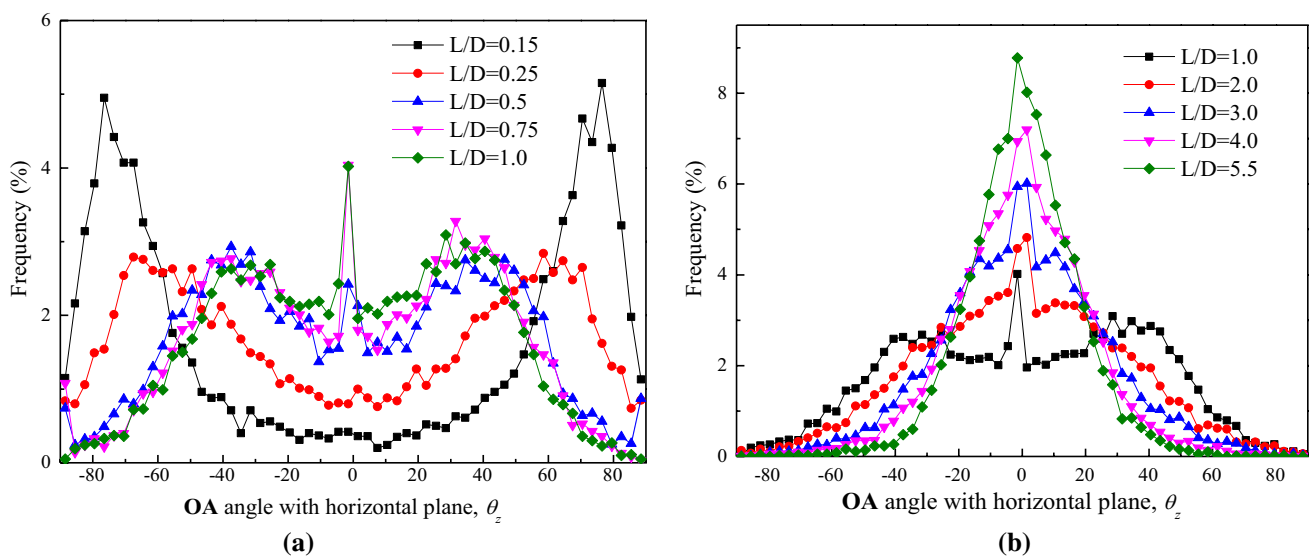 8
6
4
2
0
Frequency (%)
-80 -60 -40 -20 0 20 40 60 80
OA angle with horizontal plane, θz
L/D=0.15
L/D=0.25
L/D=0.5
L/D=0.75
L/D=1.0
(a)
8
6
4
2
0
Frequency (%)
-80 -60 -40 -20 0 20 40 60 80
OA angle with horizontal plane, θz
L/D=1.0
L/D=2.0
L/D=3.0
L/D=4.0
L/D=5.5
(b)